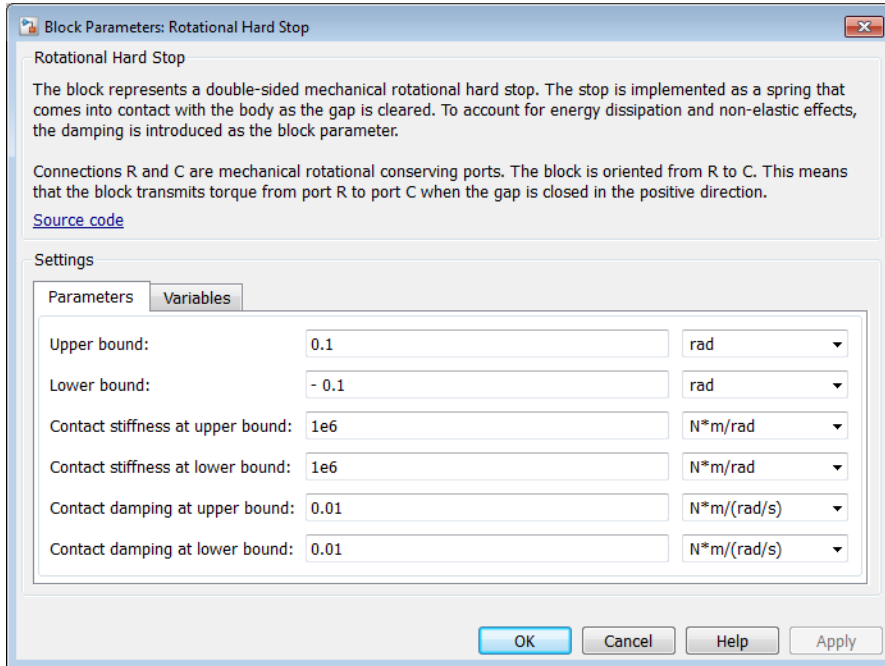 Block Parameters: Rotational Hard Stop
Rotational Hard Stop
The block represents a double-sided mechanical rotational hard stop. The stop is implemented as a spring that
comes into contact with the body as the gap is cleared. To account for energy dissipation and non-elastic effects,
the damping is introduced as the block parameter.
Connections R and C are mechanical rotational conserving ports. The block is oriented from R to C. This means
that the block transmits torque from port R to port C when the gap is closed in the positive direction.
Source code
Settings
Parameters Variables
Upper bound: 0.1 rad
Lower bound: - 0.1 rad
Contact stiffness at upper bound: 1e6 N*m/rad
Contact stiffness at lower bound: 1e6 N*m/rad
Contact damping at upper bound: 0.01 N*m/(rad/s)
Contact damping at lower bound: 0.01 N*m/(rad/s)
OK Cancel Help Apply